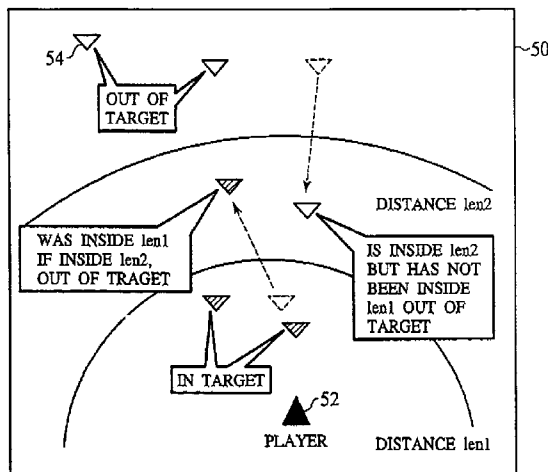 54
50
OUT OF
TARGET
DISTANCE len2
WAS INSIDE len1
IF INSIDE len2,
OUT OF TRAGET
IS INSIDE len2
BUT HAS NOT
BEEN INSIDE
len1 OUT OF
TARGET
IN TARGET
52
PLAYER
DISTANCE len1